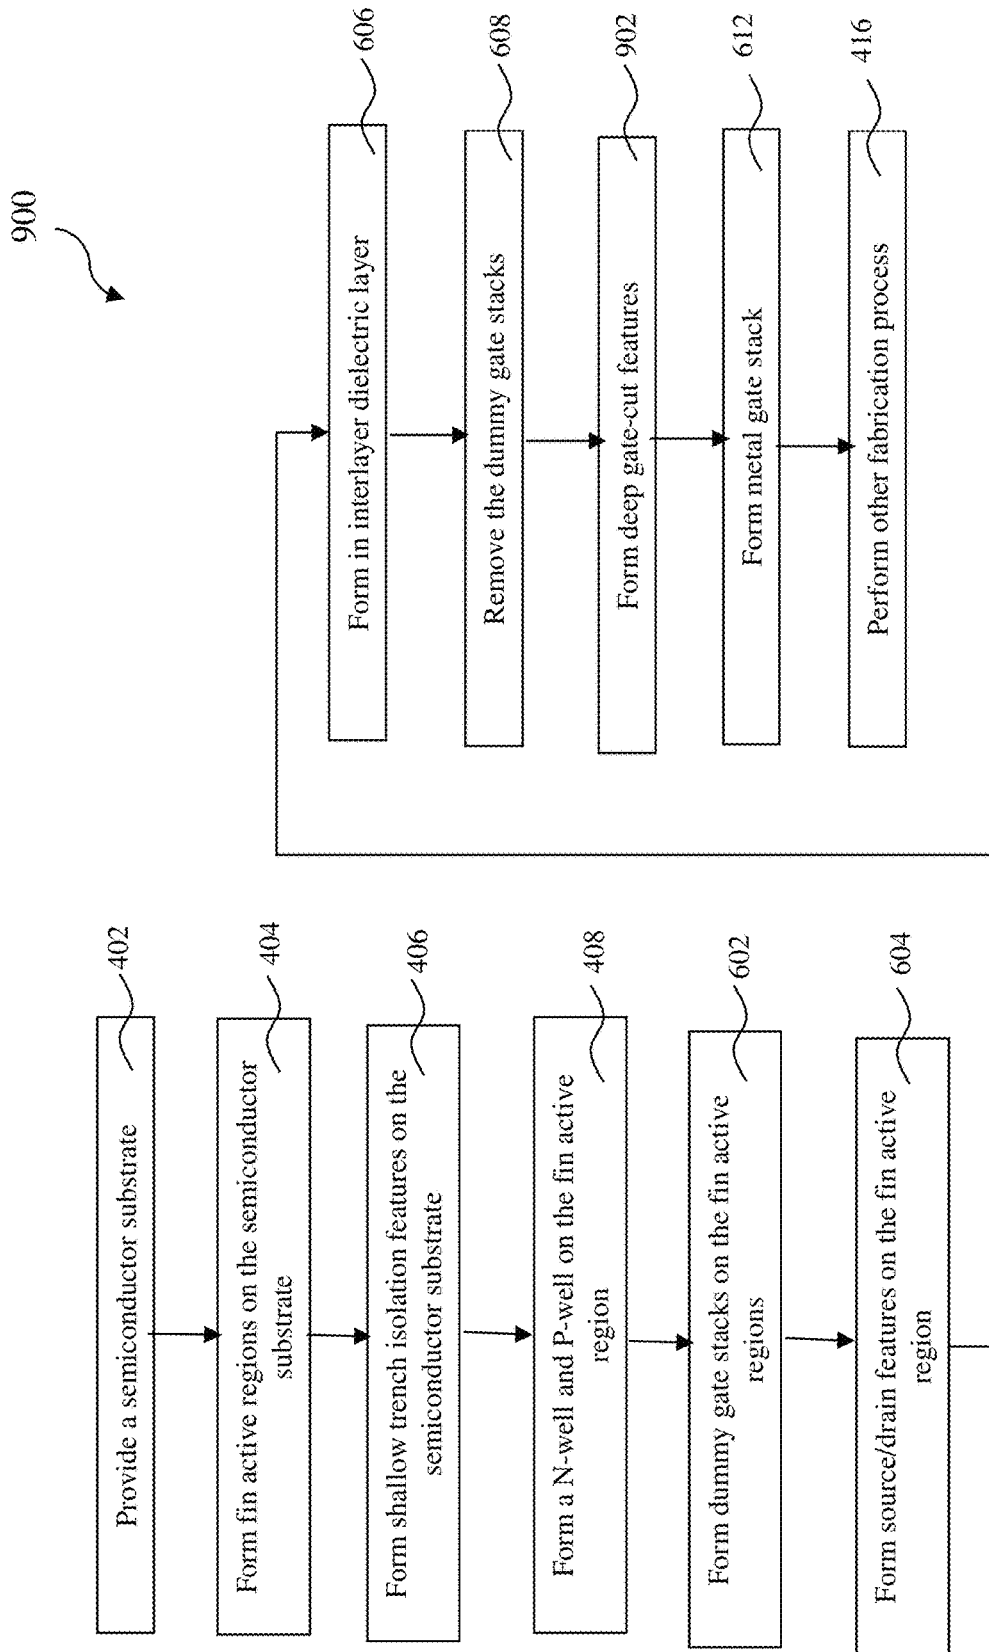 900
Provide a semiconductor substrate
402
Form fin active regions on the semiconductor
substrate
404
Form shallow trench isolation features on the
semiconductor substrate
406
Form a N-well and P-well on the fin active
region
408
Form dummy gate stacks on the fin active
regions
602
Form source/drain features on the fin active
region
604
Form in interlayer dielectric layer
606
Remove the dummy gate stacks
608
Form deep gate-cut features
902
Form metal gate stack
612
Perform other fabrication process
416